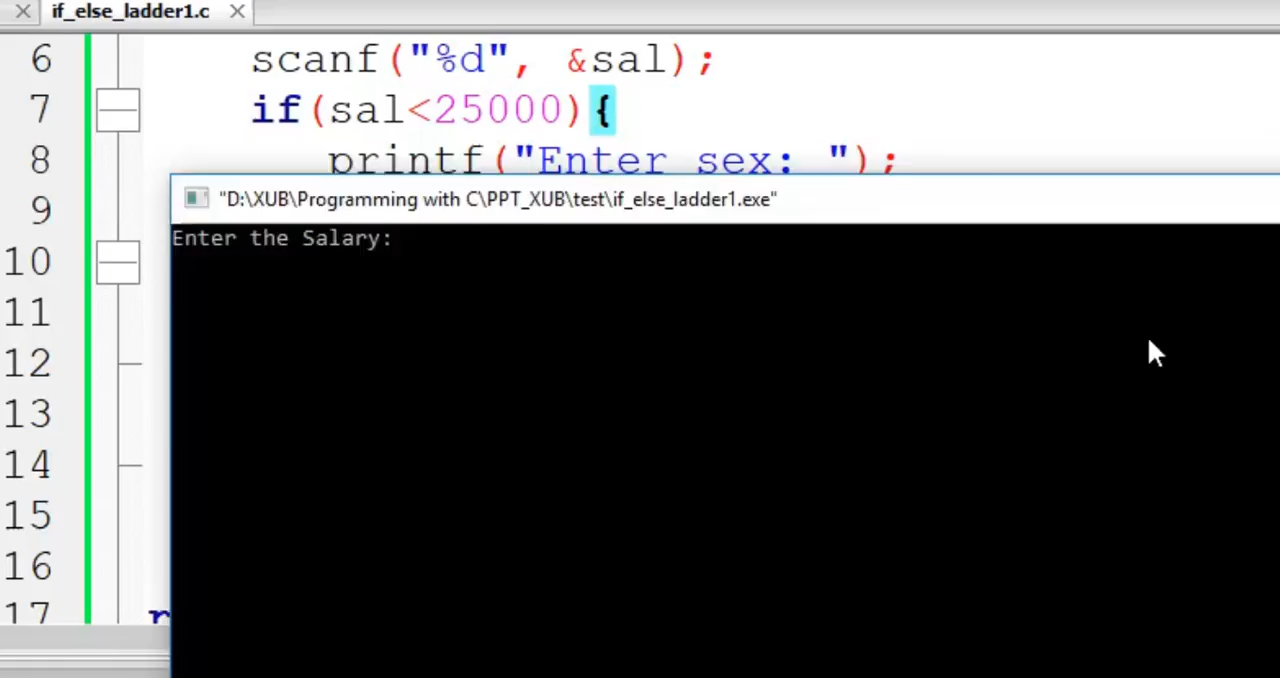 if_else_ladder1.c
6 scanf("%d", &sal);
7 if(sal<25000){
8 printf("Enter sex: ");
"D:\XUB\Programming with C\PPT_XUB\test\if_else_ladder1.exe"
9
Enter the Salary:
10
11
12
13
14
15
16
17 r